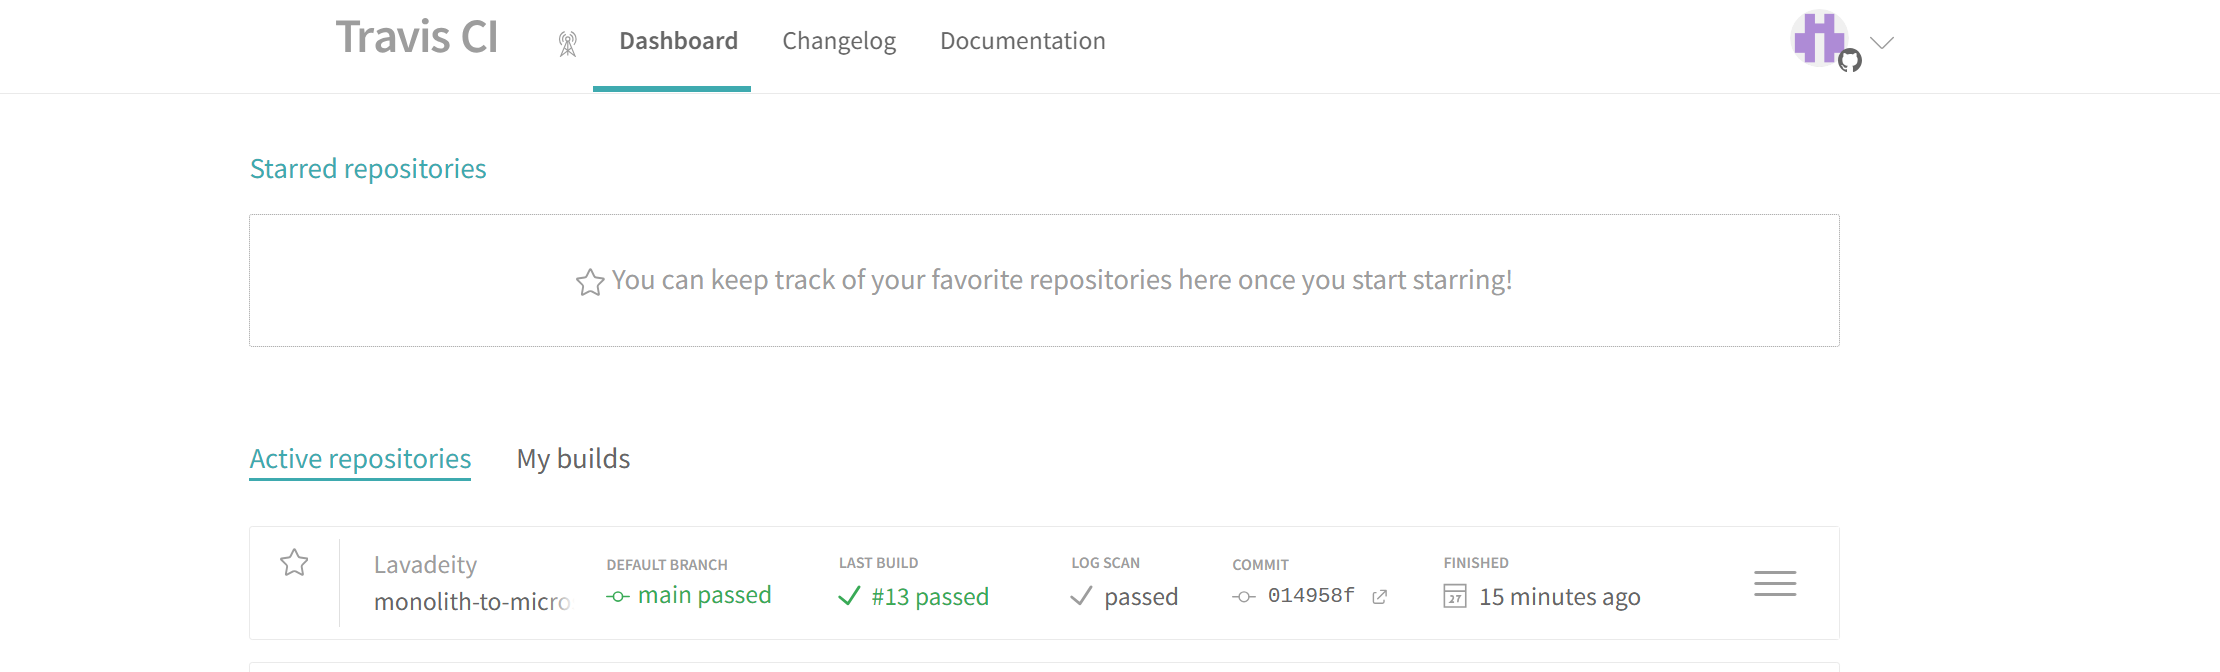 Travis CI Dashboard Changelog Documentation
Starred repositories
You can keep track of your favorite repositories here once you start starring!
Active repositories My builds
Lavadeity DEFAULT BRANCH LAST BUILD LOG SCAN COMMIT FINISHED
monolith-to-micro main passed #13 passed passed 014958f 27 15 minutes ago